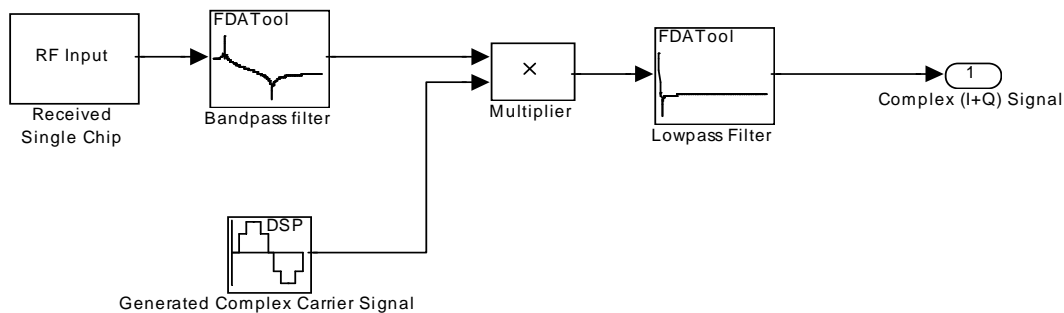 FDATool
RF Input
Received
Single Chip
Bandpass filter
×
Multiplier
FDATool
Lowpass Filter
1
Complex (I+Q) Signal
DSP
Generated Complex Carrier Signal